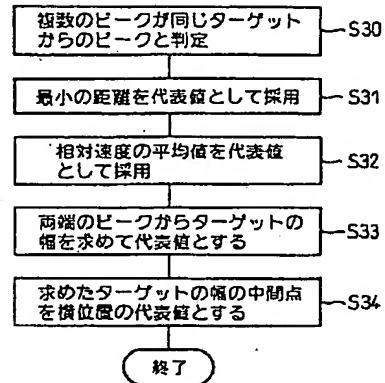 複数のピークが同じターゲット
からのピークと判定
S30
最小の距離を代表値として採用
S31
相対速度の平均値を代表値
として採用
S32
両端のピークからターゲットの
幅を求めて代表値とする
S33
求めたターゲットの幅の中間点
を横位置の代表値とする
S34
終了